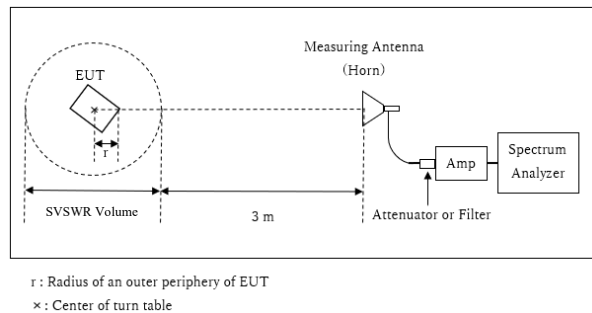 Measuring Antenna
(Horn)
EUT
r
Amp
Spectrum
Analyzer
SVSWR Volume
3 m
Attenuator or Filter
r : Radius of an outer periphery of EUT
× : Center of turn table